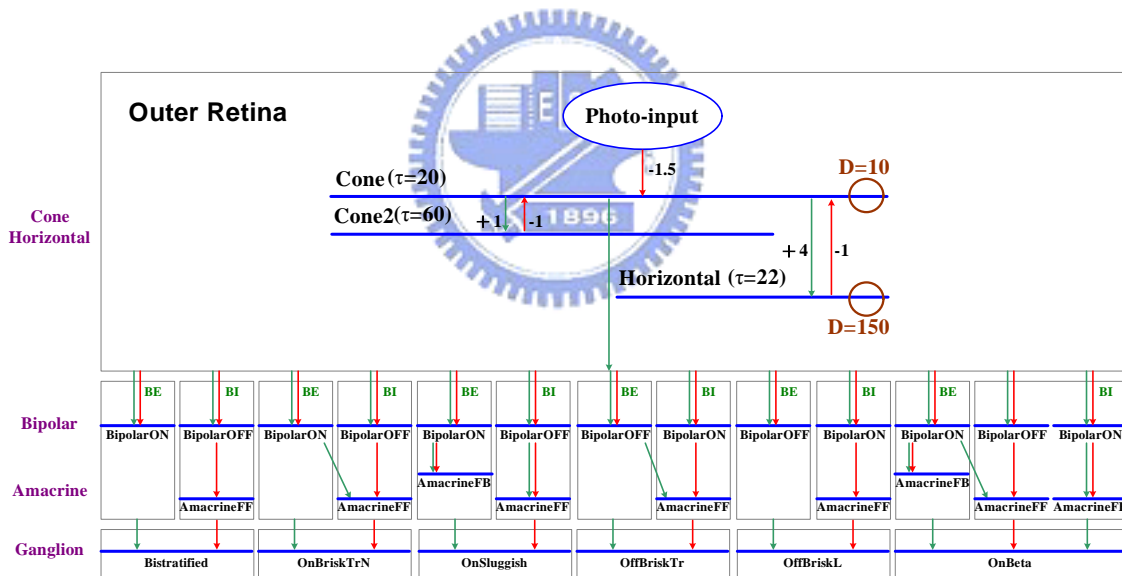 Outer Retina
Photo-input
-1.5
D=10
Cone (τ=20)
Cone2(τ=60)
+1
-1
1896
Cone
Horizontal
+4
-1
Horizontal (τ=22)
D=150
BE BI BE BI BE BI BE BI BE BI BE BI
Bipolar
BipolarON BipolarOFF BipolarON BipolarOFF BipolarON BipolarOFF BipolarOFF BipolarON BipolarOFF BipolarON BipolarON BipolarOFF BipolarON
AmacrineFB AmacrineFB
Amacrine
AmacrineFF AmacrineFF AmacrineFF AmacrineFF AmacrineFF AmacrineFF
Ganglion
Bistratified OnBriskTrN OnSluggish OffBriskTr OffBriskL OnBeta